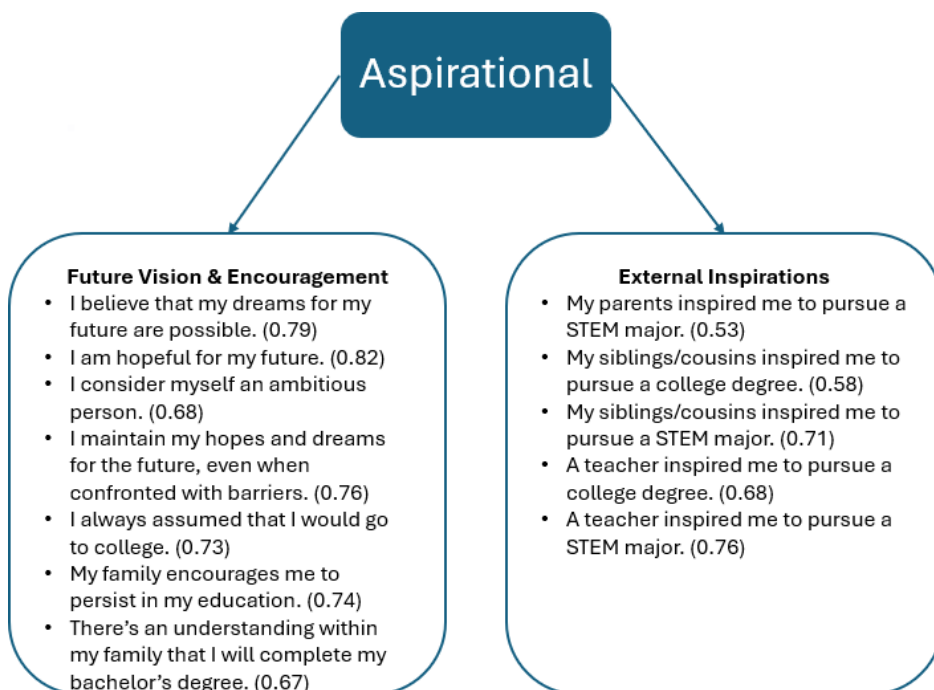 Aspirational
Future Vision & Encouragement
• I believe that my dreams for my
future are possible. (0.79)
• I am hopeful for my future. (0.82)
• I consider myself an ambitious
person. (0.68)
• I maintain my hopes and dreams
for the future, even when
confronted with barriers. (0.76)
• I always assumed that I would go
to college. (0.73)
• My family encourages me to
persist in my education. (0.74)
• There’s an understanding within
my family that I will complete my
bachelor’s degree. (0.67)
External Inspirations
• My parents inspired me to pursue a
STEM major. (0.53)
• My siblings/cousins inspired me to
pursue a college degree. (0.58)
• My siblings/cousins inspired me to
pursue a STEM major. (0.71)
• A teacher inspired me to pursue a
college degree. (0.68)
• A teacher inspired me to pursue a
STEM major. (0.76)